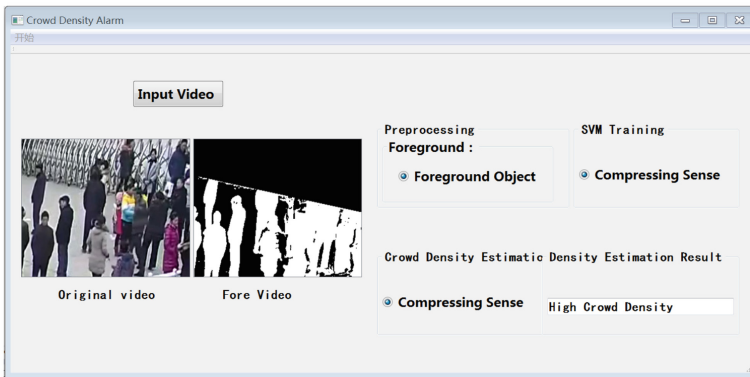 Crowd Density Alarm
开始
Input Video
Preprocessing
SVM Training
Foreground :
Foreground Object
Compressing Sense
Crowd Density Estimatic
Density Estimation Result
Compressing Sense
High Crowd Density
Original video
Fore Video